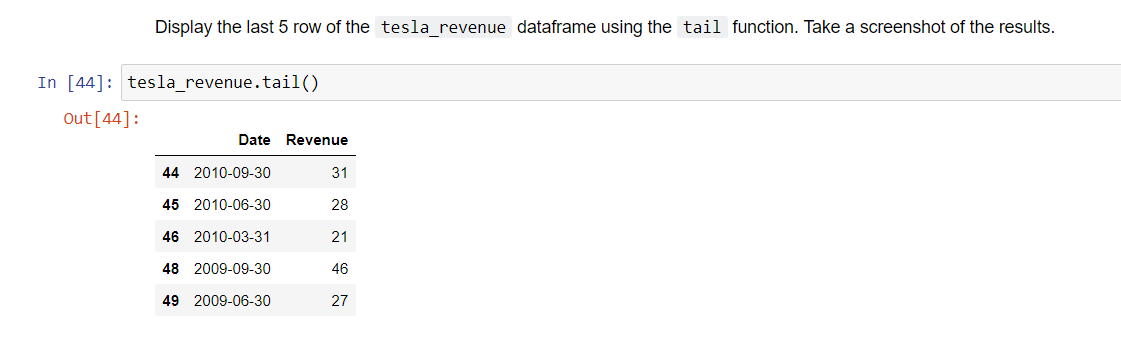 Display the last 5 row of the tesla_revenue dataframe using the tail function. Take a screenshot of the results.
In [44]: tesla_revenue.tail()
Out[44]:
Date Revenue
44 2010-09-30 31
45 2010-06-30 28
46 2010-03-31 21
48 2009-09-30 46
49 2009-06-30 27